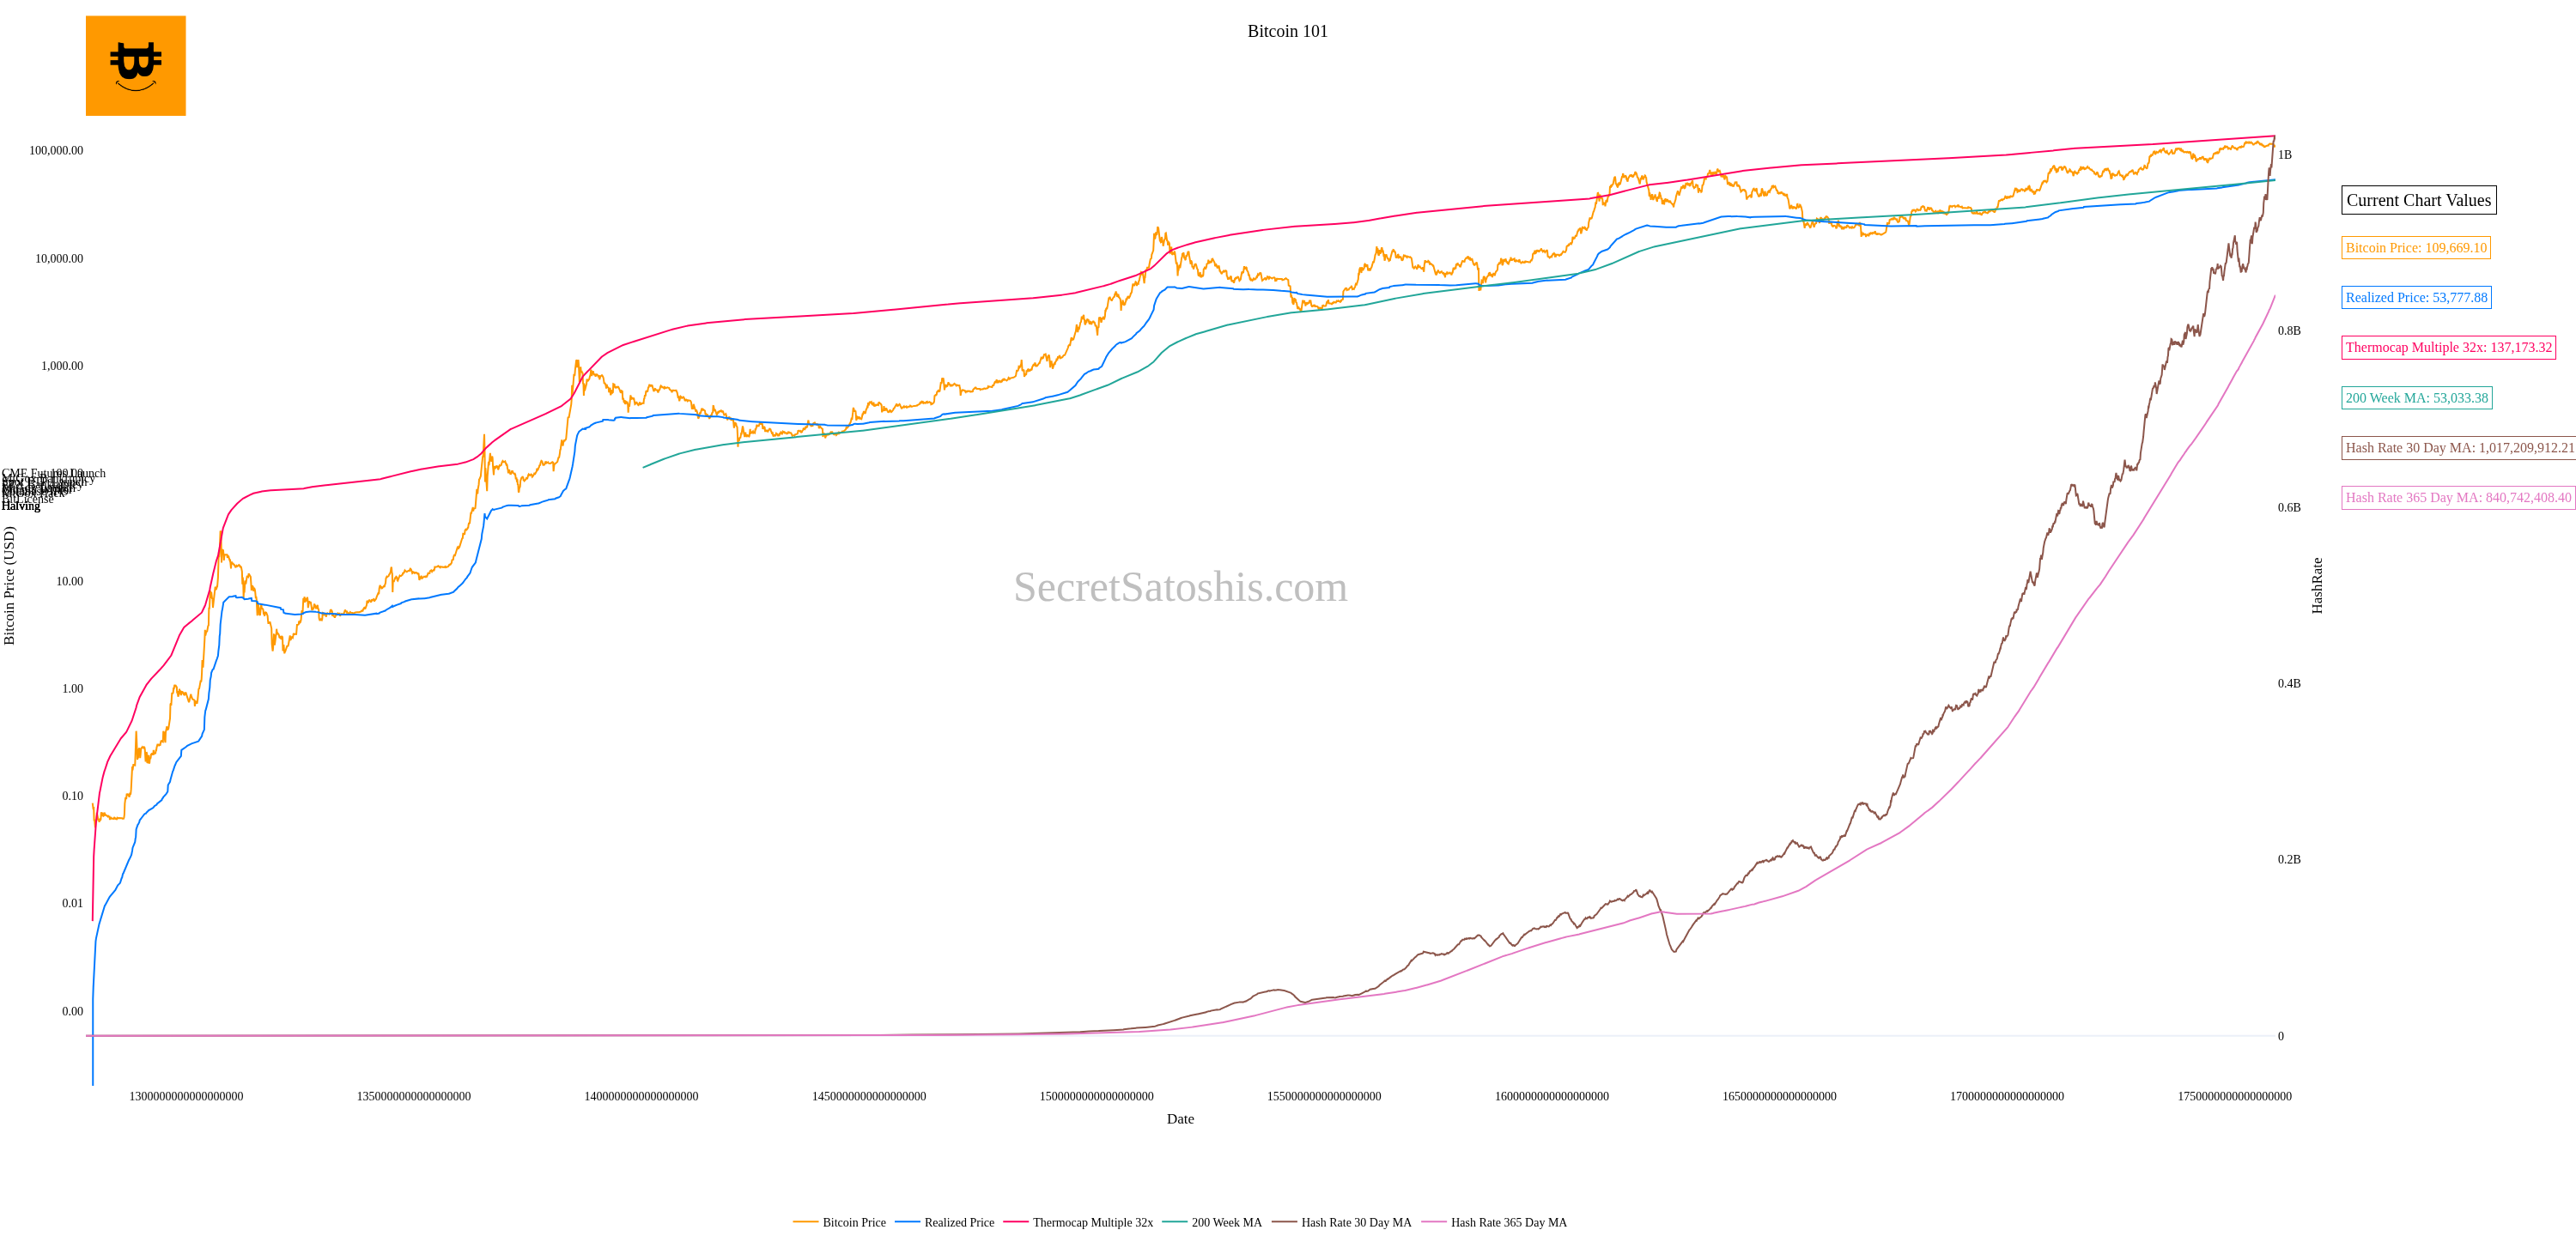 Bitcoin 101
100,000.00
10,000.00
1,000.00
100.00
10.00
1.00
0.10
0.01
0.00
Bitcoin Price (USD)
CME Futures Launch
BitLicense
Halving
SecretSatoshis.com
1B
0.8B
0.6B
0.4B
0.2B
0
HashRate
Current Chart Values
Bitcoin Price: 109,669.10
Realized Price: 53,777.88
Thermocap Multiple 32x: 137,173.32
200 Week MA: 53,033.38
Hash Rate 30 Day MA: 1,017,209,912.21
Hash Rate 365 Day MA: 840,742,408.40
1300000000000000000 1350000000000000000 1400000000000000000 1450000000000000000 1500000000000000000 1550000000000000000 1600000000000000000 1650000000000000000 1700000000000000000 1750000000000000000
Date
Bitcoin Price Realized Price Thermocap Multiple 32x 200 Week MA Hash Rate 30 Day MA Hash Rate 365 Day MA